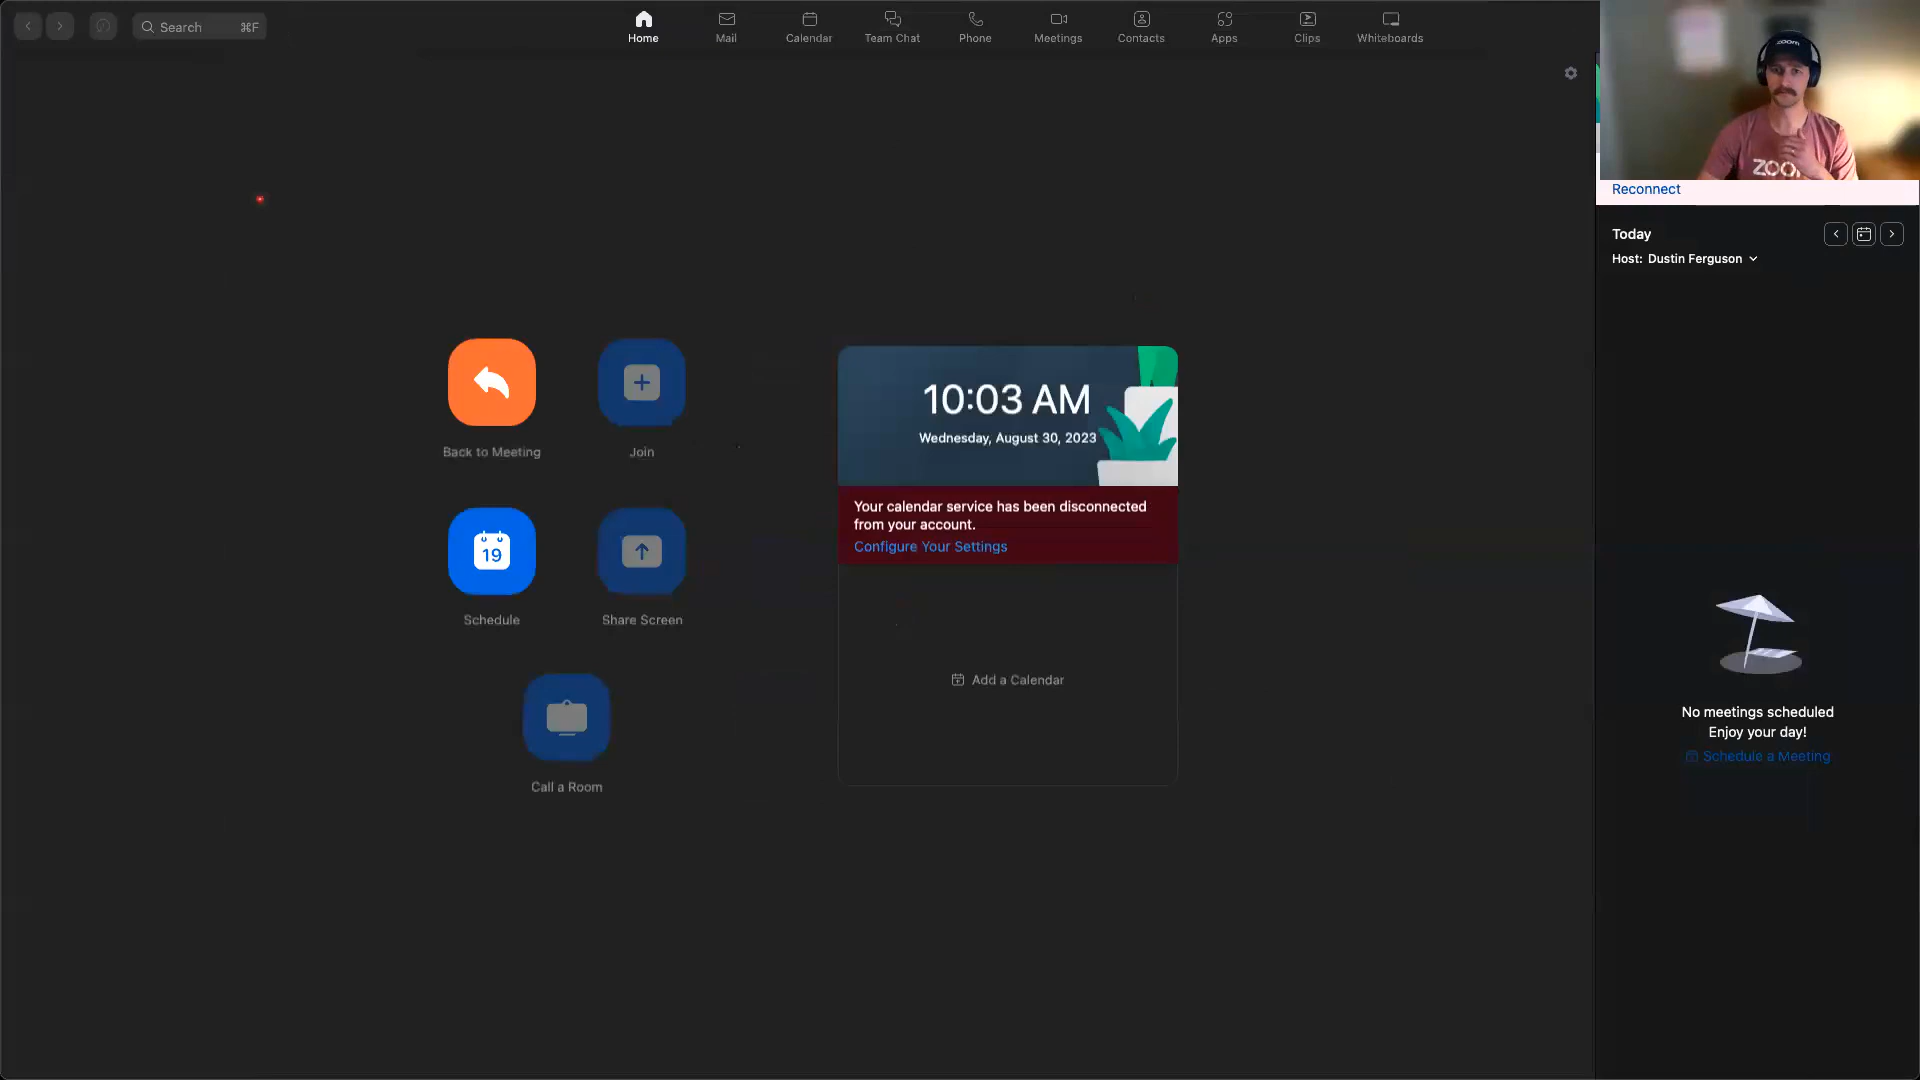 Search ⌘F
Home
Mail
Calendar
Team Chat
Phone
Meetings
Contacts
Apps
Clips
Whiteboards
zoom
Reconnect
Today
Host: Dustin Ferguson
Back to Meeting
Join
19
Schedule
Share Screen
Call a Room
10:03 AM
Wednesday, August 30, 2023
Your calendar service has been disconnected
from your account.
Configure Your Settings
Add a Calendar
No meetings scheduled
Enjoy your day!
Schedule a Meeting